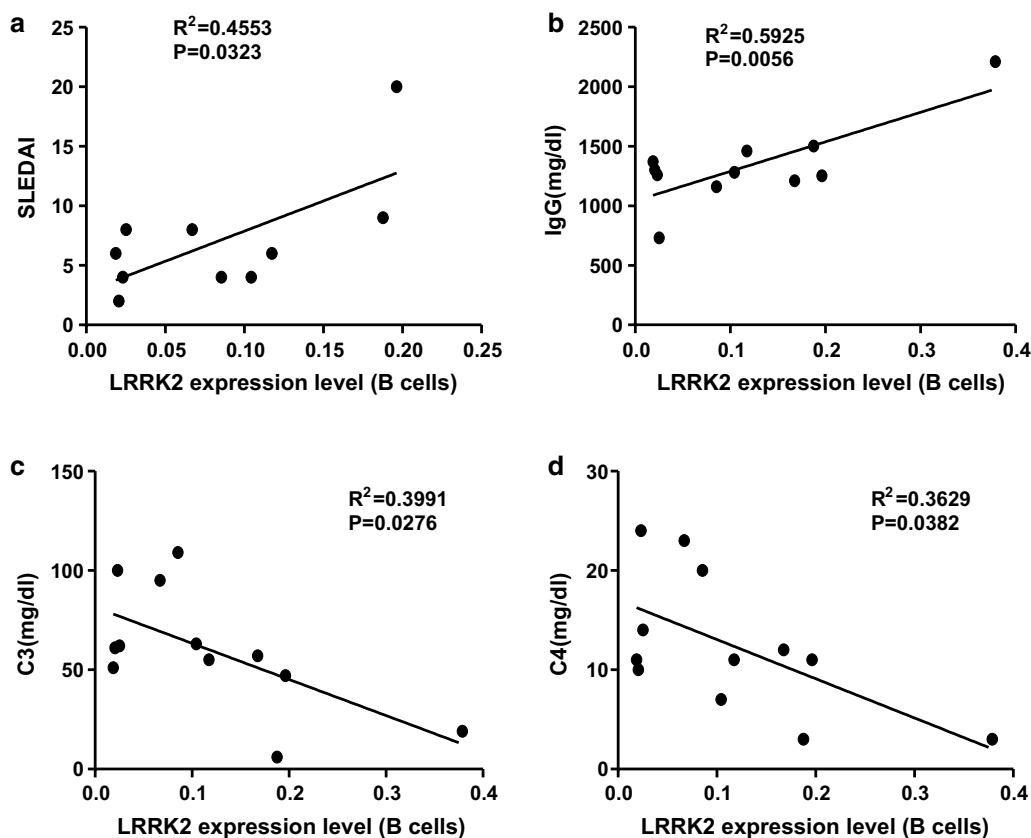 a
R²=0.4553
P=0.0323
25
20
15
10
5
0
SLEDAI
0.00 0.05 0.10 0.15 0.20 0.25
LRRK2 expression level (B cells)
b
R²=0.5925
P=0.0056
2500
2000
1500
1000
500
0
IgG(mg/dl)
0.0 0.1 0.2 0.3 0.4
LRRK2 expression level (B cells)
c
R²=0.3991
P=0.0276
150
100
50
0
C3(mg/dl)
0.0 0.1 0.2 0.3 0.4
LRRK2 expression level (B cells)
d
R²=0.3629
P=0.0382
30
20
10
0
C4(mg/dl)
0.0 0.1 0.2 0.3 0.4
LRRK2 expression level (B cells)